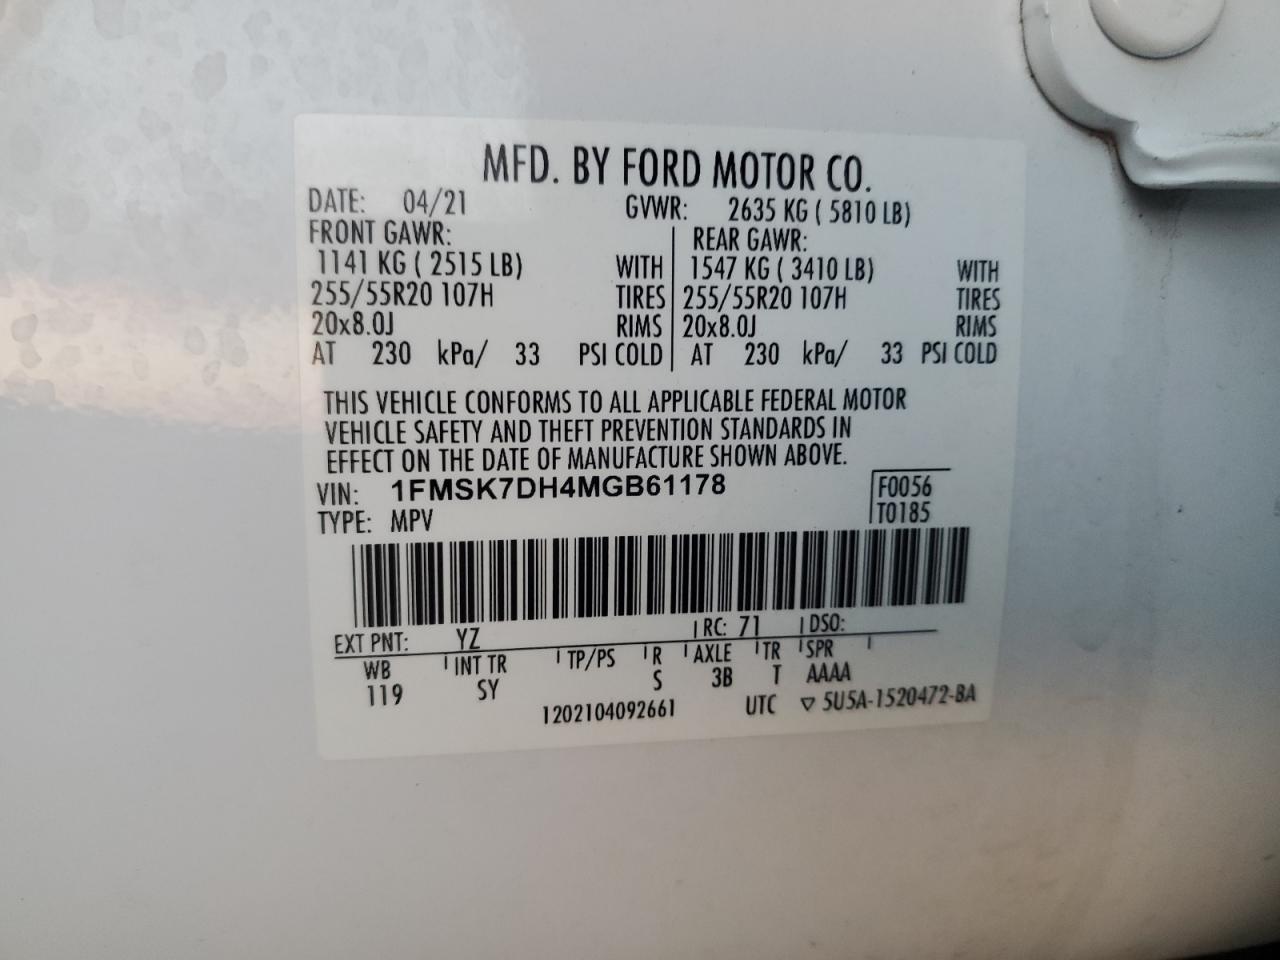 MFD. BY FORD MOTOR CO.
DATE: 04/21 GVWR: 2635 KG ( 5810 LB)
FRONT GAWR: REAR GAWR:
1141 KG ( 2515 LB) WITH 1547 KG ( 3410 LB) WITH
255/55R20 107H TIRES 255/55R20 107H TIRES
20x8.0J RIMS 20x8.0J RIMS
AT 230 kPa/ 33 PSI COLD AT 230 kPa/ 33 PSI COLD
THIS VEHICLE CONFORMS TO ALL APPLICABLE FEDERAL MOTOR
VEHICLE SAFETY AND THEFT PREVENTION STANDARDS IN
EFFECT ON THE DATE OF MANUFACTURE SHOWN ABOVE.
VIN: 1FMSK7DH4MGB61178 F0056
TYPE: MPV T0185
EXT PNT: YZ RC: 71 DSO:
WB INT TR TP/PS R AXLE TR SPR
119 SY S 3B T AAAA
1202104092661 UTC ▽ 5U5A-1520472-BA